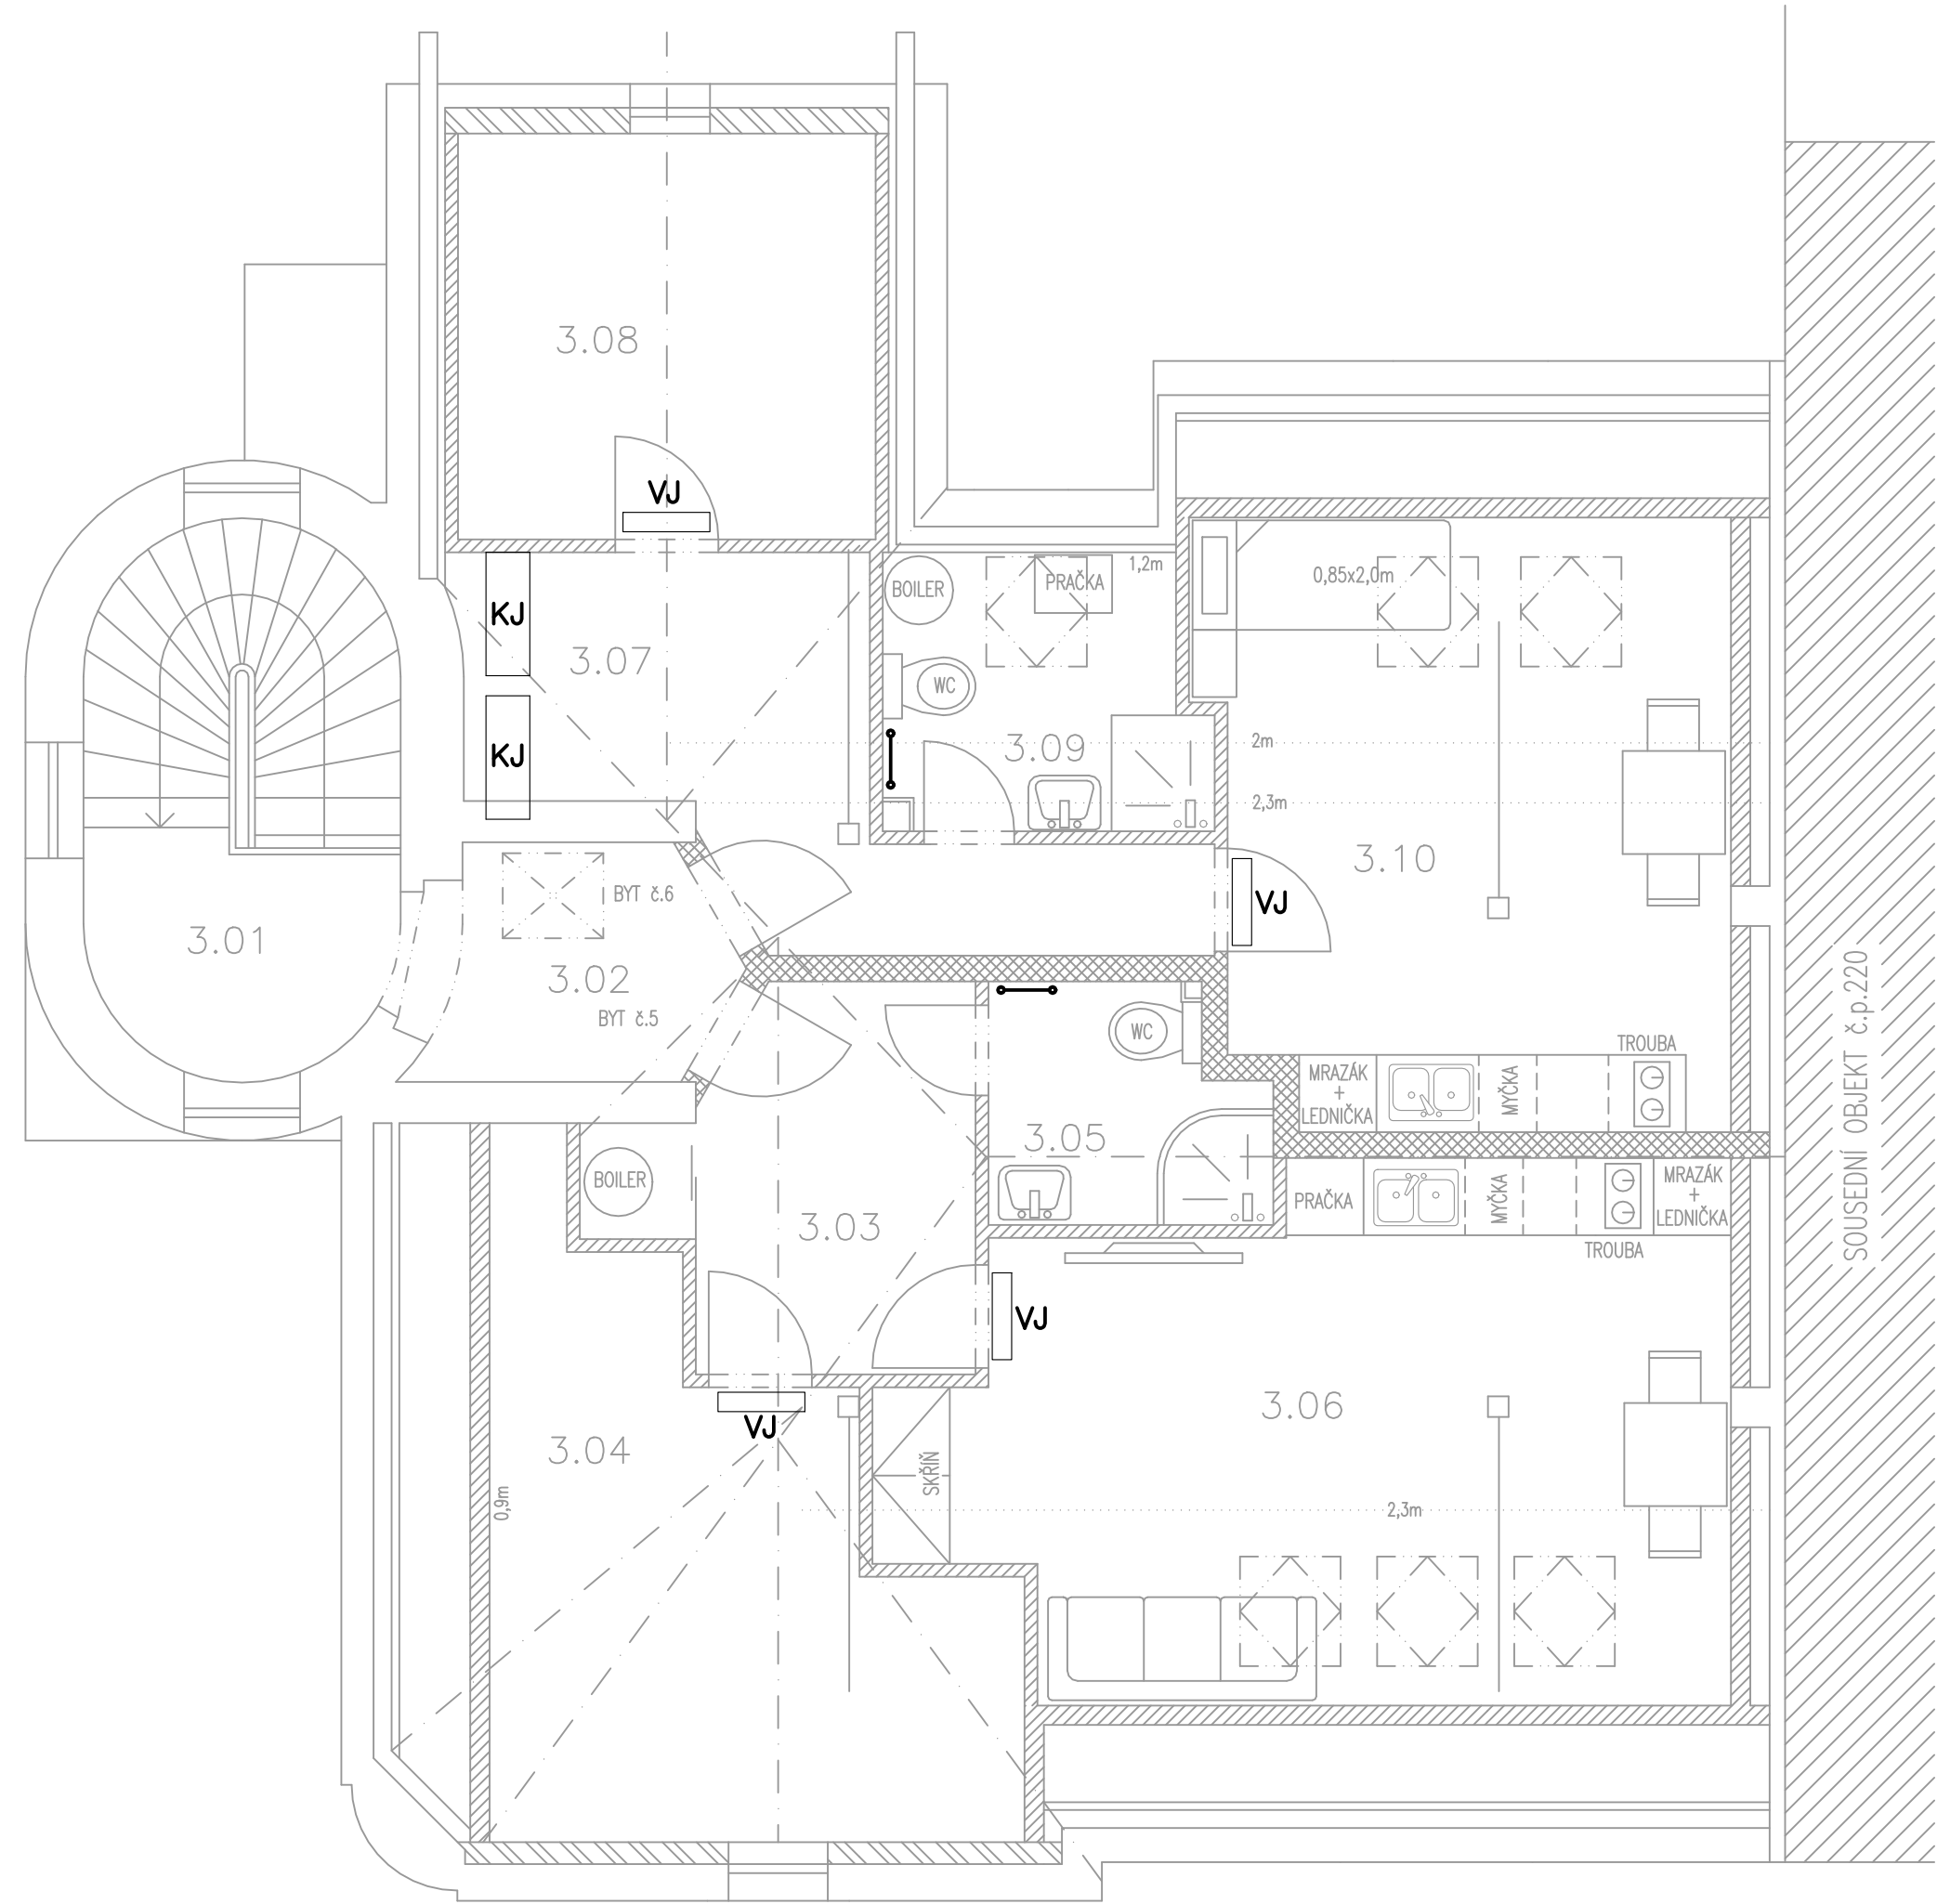 3.08
VJ
KJ
3.07
KJ
BOILER
PRAČKA
1,2m
0,85x2,0m
WC
3.09
2m
2,3m
3.10
VJ
BYT č.6
3.01
3.02
BYT č.5
WC
TROUBA
MRAZÁK
+
LEDNIČKA
MYČKA
3.05
BOILER
3.03
PRAČKA
MYČKA
MRAZÁK
+
LEDNIČKA
TROUBA
SOUSEDNÍ OBJEKT č.p.220
VJ
VJ
3.04
3.06
SKŘÍŇ
0,9m
2,3m